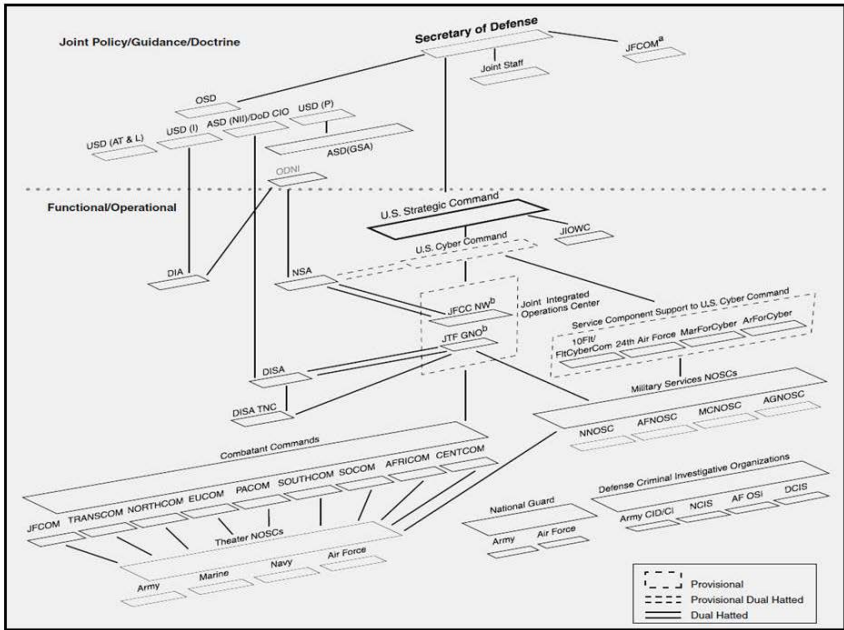 Secretary of Defense
Joint Policy/Guidance/Doctrine
JFCOMa
Joint Staff
OSD
USD (P)
ASD (NII)/DoD CIO
USD (I)
USD (AT & L)
ASD(GSA)
ODNI
Functional/Operational
U.S. Strategic Command
JIOWC
U.S. Cyber Command
DIA
NSA
JFCC NWb
Joint Integrated
Operations Center
Service Component Support to U.S. Cyber Command
JTF GNOb
10Flt/
FltCyberCom
24th Air Force
MarForCyber
ArForCyber
DISA
Military Services NOSCs
DISA TNC
NNOSC
AFNOSC
MCNOSC
AGNOSC
Combatant Commands
JFCOM
TRANSCOM
NORTHCOM
EUCOM
PACOM
SOUTHCOM
SOCOM
AFRICOM
CENTCOM
Defense Criminal Investigative Organizations
National Guard
Army CID/CI
NCIS
AF OSI
DCIS
Theater NOSCs
Army
Air Force
Army
Marine
Navy
Air Force
Provisional
Provisional Dual Hatted
Dual Hatted